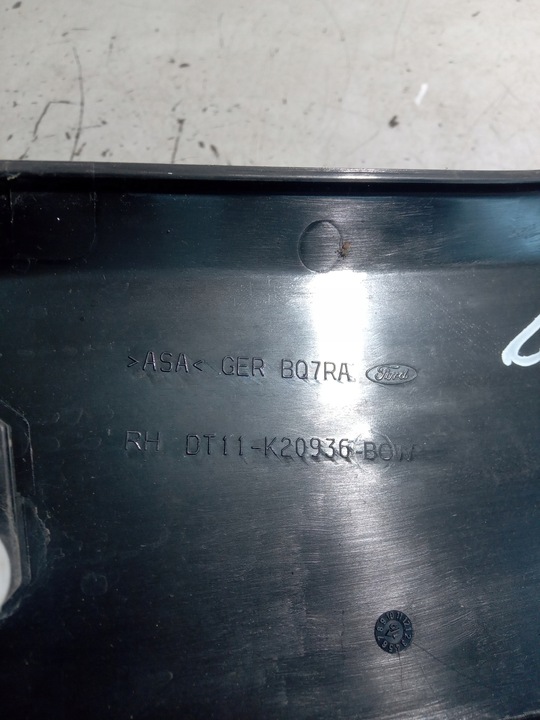 >ASA< GER BQ7RA Ford
RH DT11-K20936-BOW